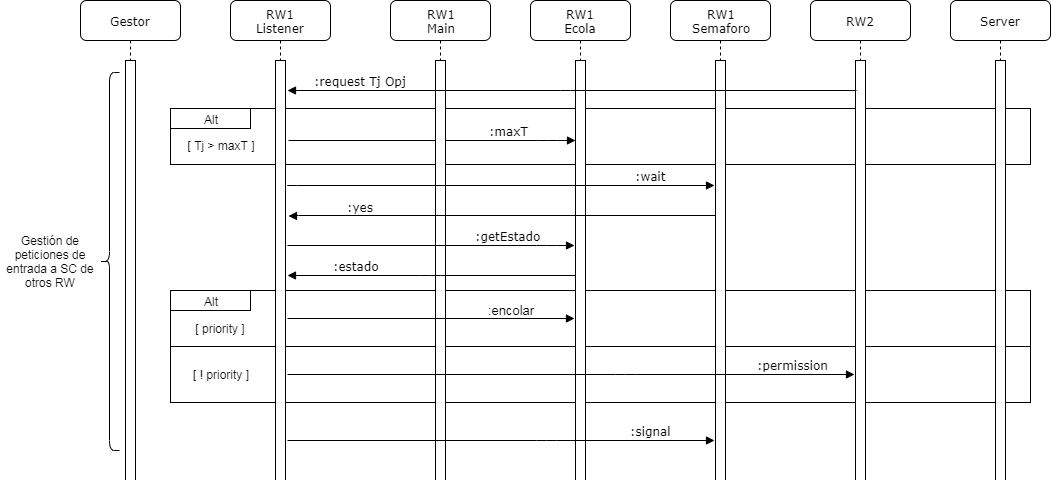 Gestor
RW1
Listener
RW1
Main
RW1
Ecola
RW1
Semaforo
RW2
Server
:request Tj Opj
Alt
[ Tj > maxT ]
:maxT
:wait
:yes
:getEstado
:estado
Gestión de
peticiones de
entrada a SC de
otros RW
Alt
[ priority ]
:encolar
[ ! priority ]
:permission
:signal